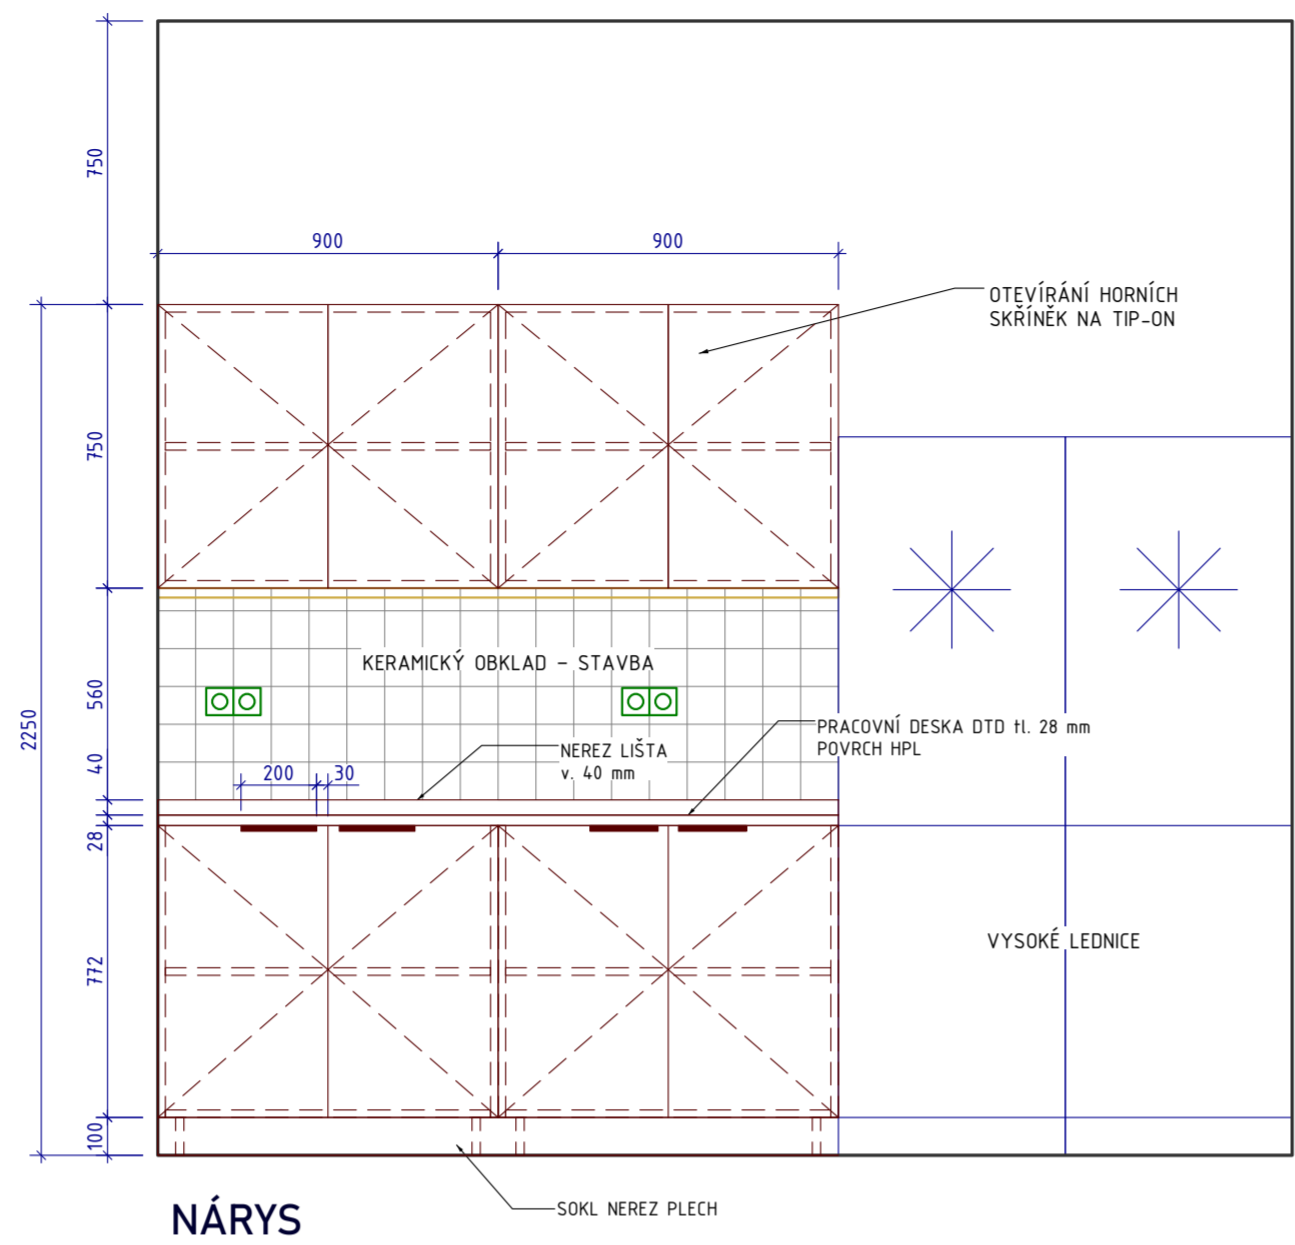 750
900
900
OTEVÍRÁNÍ HORNÍCH
SKŘÍNĚK NA TIP-ON
750
KERAMICKÝ OBKLAD - STAVBA
560
2250
PRACOVNÍ DESKA DTD tl. 28 mm
POVRCH HPL
NEREZ LIŠTA
v. 40 mm
40
200
30
28
VYSOKÉ LEDNICE
772
100
SOKL NEREZ PLECH
NÁRYS